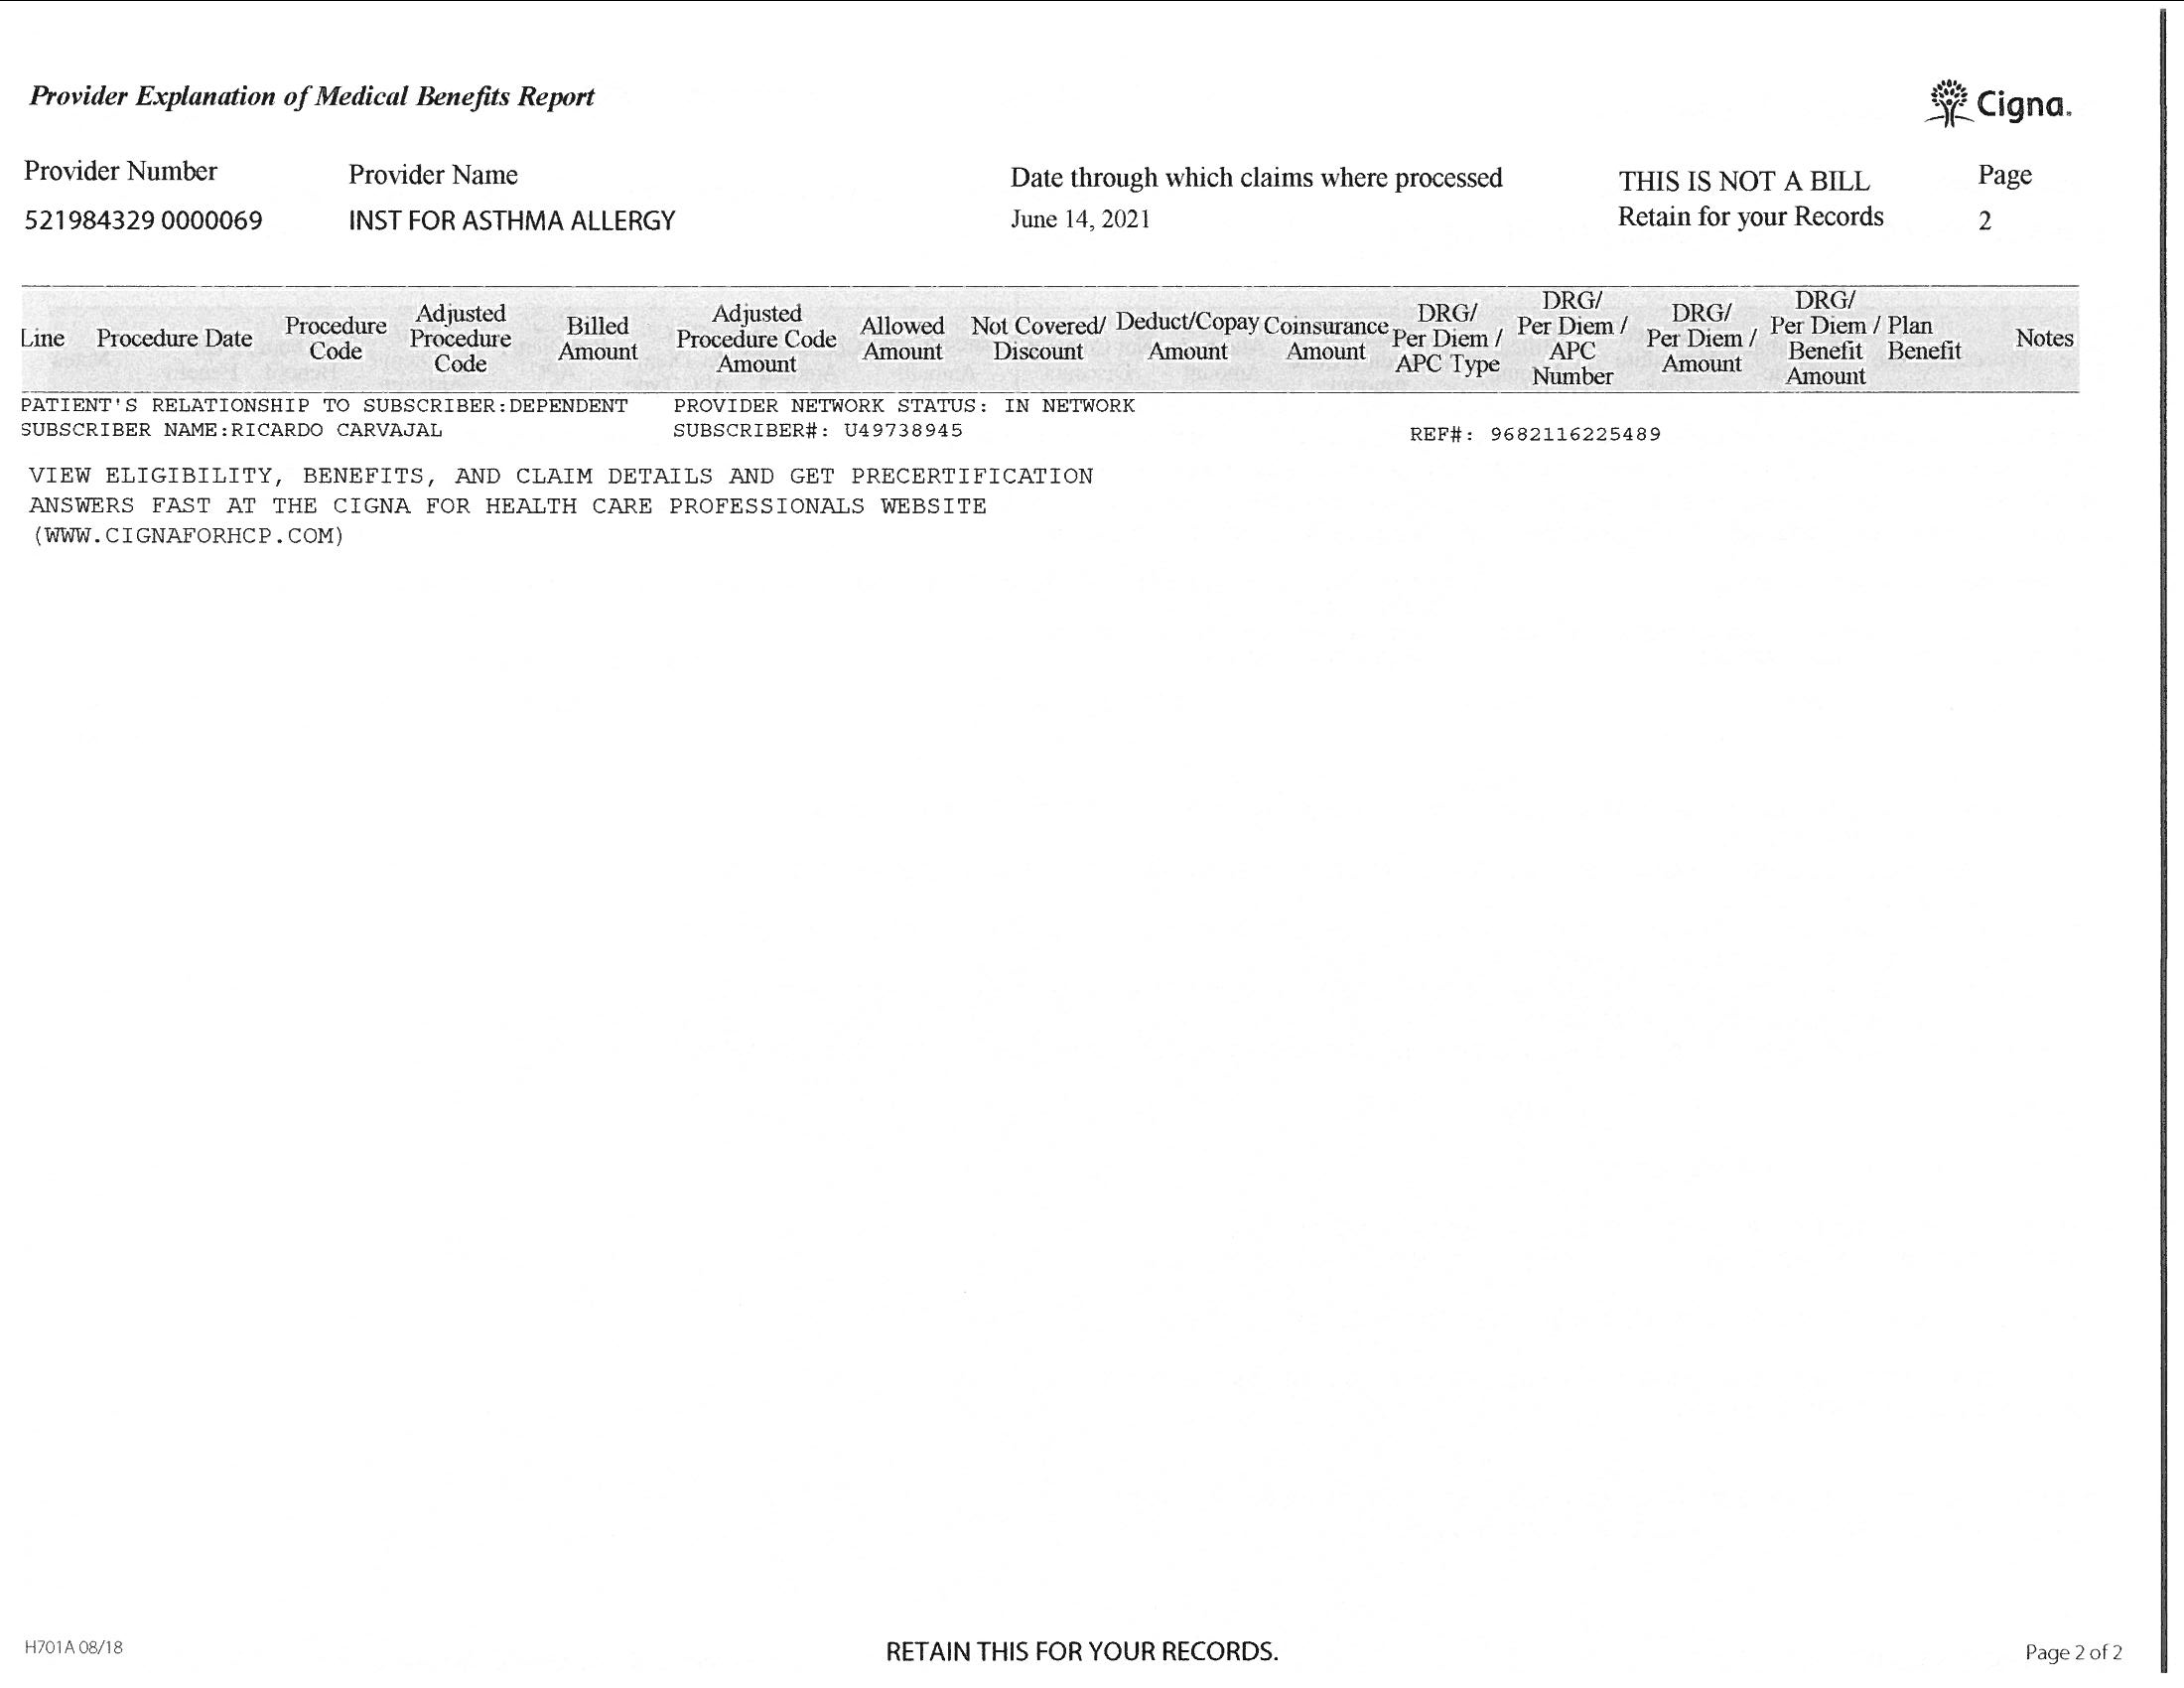 Provider Explanation of Medical Benefits Report
Cigna.
Provider Number
Provider Name
Date through which claims where processed
THIS IS NOT A BILL
Page
521984329 0000069
INST FOR ASTHMA ALLERGY
June 14, 2021
Retain for your Records
2
Line
Procedure Date
Procedure
Code
Adjusted
Procedure
Code
Billed
Amount
Adjusted
Procedure Code
Amount
Allowed
Amount
Not Covered/
Discount
Deduct/Copay
Amount
Coinsurance
Amount
DRG/
Per Diem /
APC Type
DRG/
Per Diem /
APC
Number
DRG/
Per Diem /
Amount
DRG/
Per Diem /
Benefit
Amount
Plan
Benefit
Notes
PATIENT'S RELATIONSHIP TO SUBSCRIBER:DEPENDENT PROVIDER NETWORK STATUS: IN NETWORK
SUBSCRIBER NAME:RICARDO CARVAJAL SUBSCRIBER#: U49738945 REF#: 9682116225489
VIEW ELIGIBILITY, BENEFITS, AND CLAIM DETAILS AND GET PRECERTIFICATION
ANSWERS FAST AT THE CIGNA FOR HEALTH CARE PROFESSIONALS WEBSITE
(WWW.CIGNAFORHCP.COM)
H701A 08/18
RETAIN THIS FOR YOUR RECORDS.
Page 2 of 2